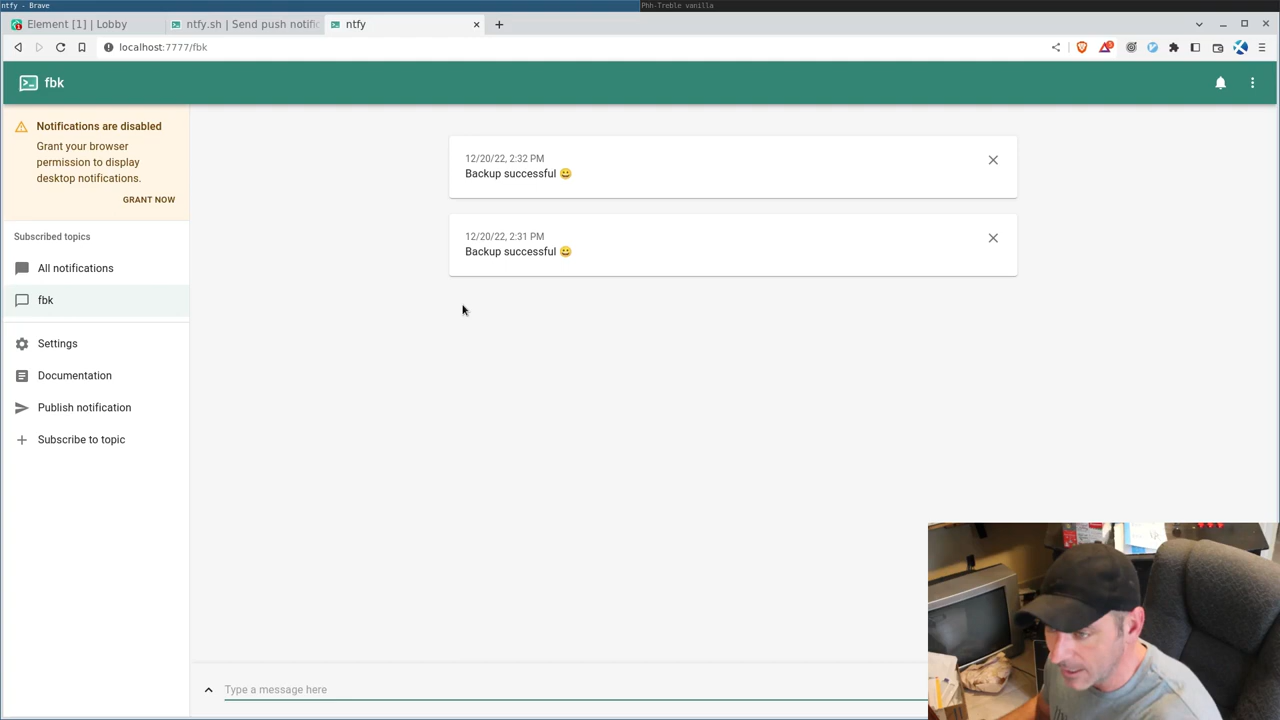 ntfy - Brave
Phh-Treble vanilla
Element [1] | Lobby
ntfy.sh | Send push notific
ntfy
localhost:7777/fbk
fbk
Notifications are disabled
Grant your browser
permission to display
desktop notifications.
GRANT NOW
Subscribed topics
All notifications
fbk
Settings
Documentation
Publish notification
Subscribe to topic
12/20/22, 2:32 PM
Backup successful 😀
12/20/22, 2:31 PM
Backup successful 😀
Type a message here